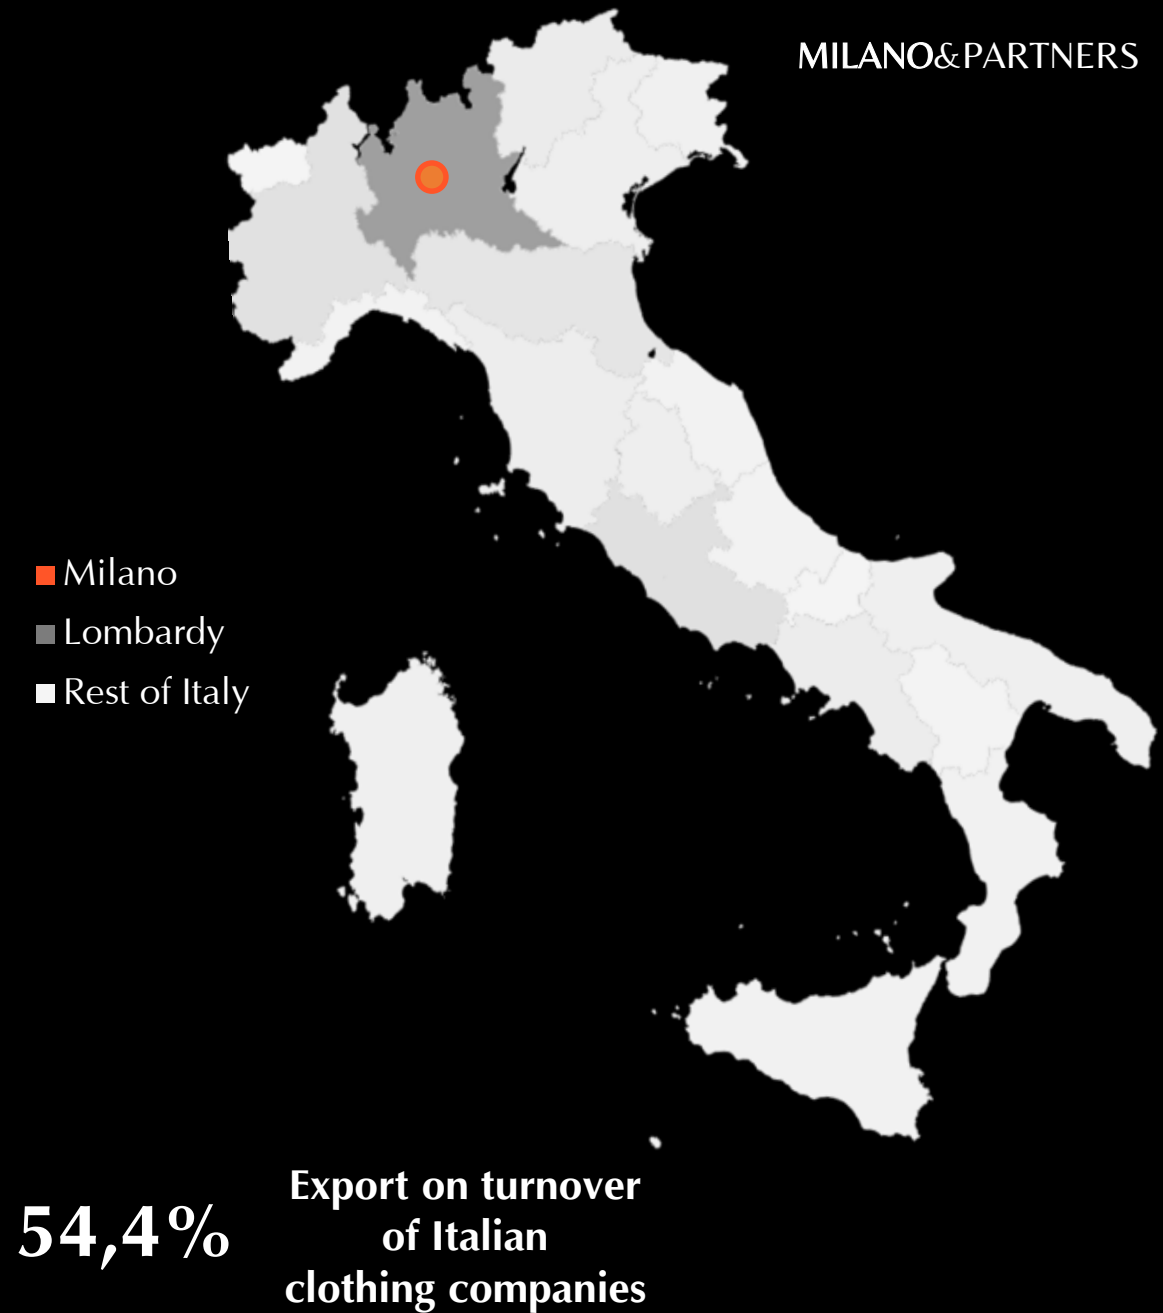 MILANO&PARTNERS
Milano
Lombardy
Rest of Italy
54,4%
Export on turnover
of Italian
clothing companies